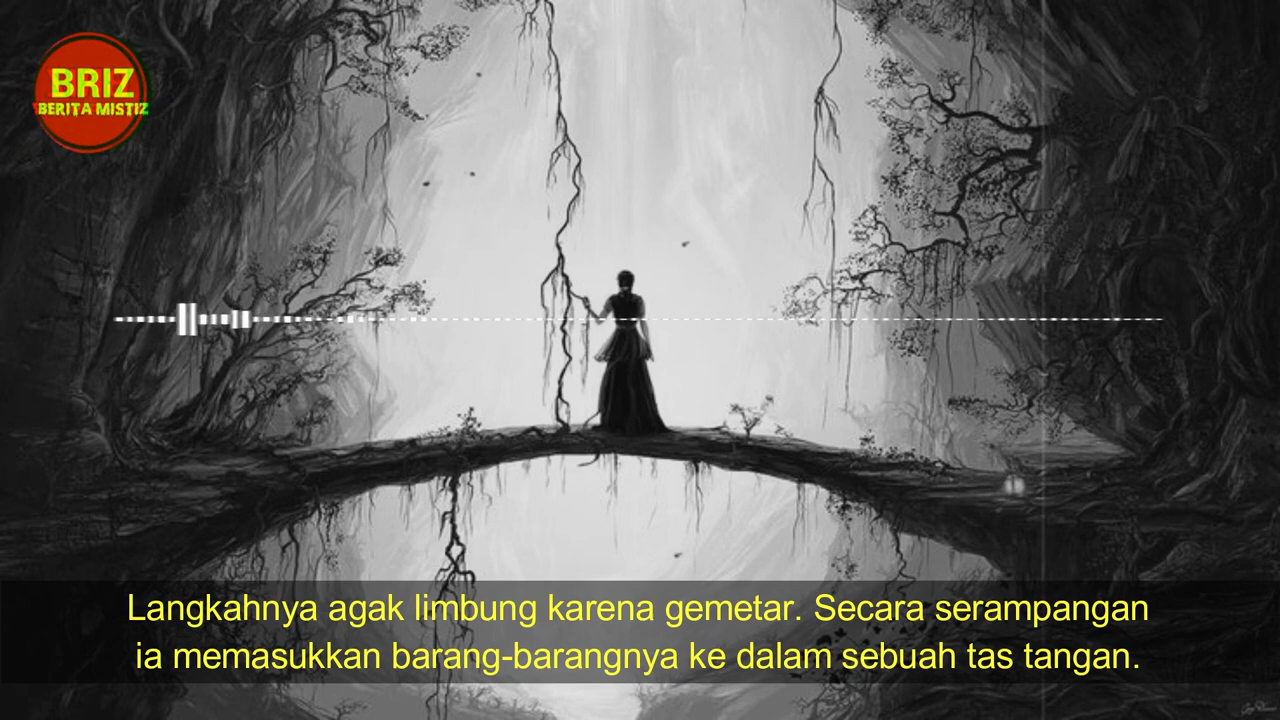 BRIZ
BERITA MISTIZ
Langkahnya agak limbung karena gemetar. Secara serampangan
ia memasukkan barang-barangnya ke dalam sebuah tas tangan.